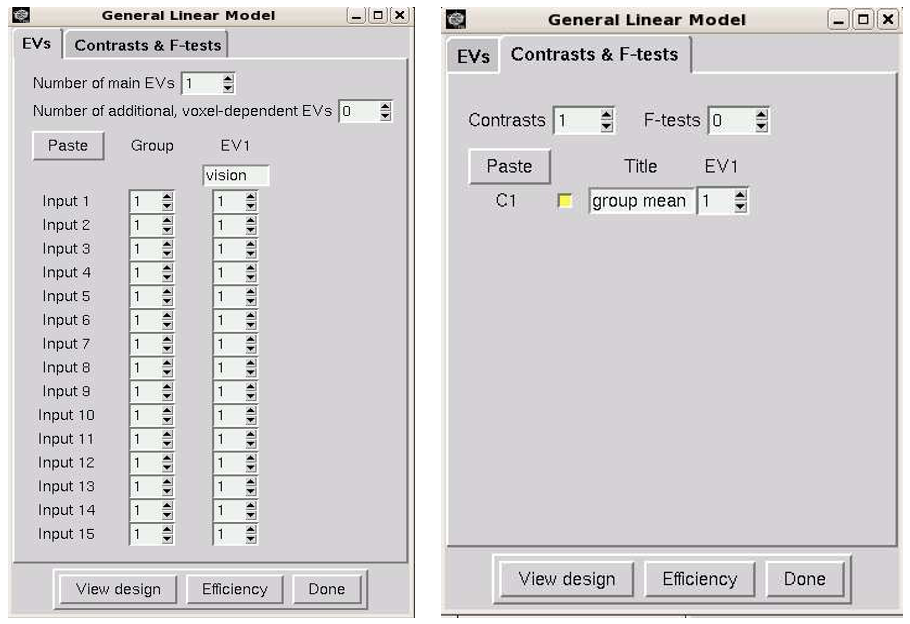 General Linear Model
EVs Contrasts & F-tests
Number of main EVs 1
Number of additional, voxel-dependent EVs 0
Paste Group EV1
vision
Input 1 1 1
Input 2 1 1
Input 3 1 1
Input 4 1 1
Input 5 1 1
Input 6 1 1
Input 7 1 1
Input 8 1 1
Input 9 1 1
Input 10 1 1
Input 11 1 1
Input 12 1 1
Input 13 1 1
Input 14 1 1
Input 15 1 1
View design Efficiency Done
General Linear Model
EVs Contrasts & F-tests
Contrasts 1 F-tests 0
Paste Title EV1
C1 group mean 1
View design Efficiency Done